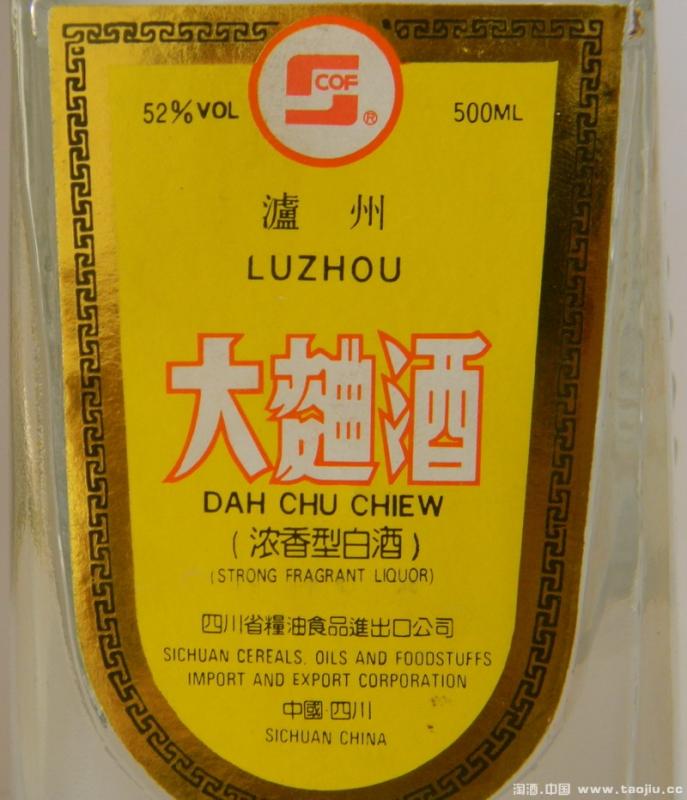 SCOF ®
52%VOL 500ML
瀘州
LUZHOU
大麯酒
DAH CHU CHIEW
(浓香型白酒)
(STRONG FRAGRANT LIQUOR)
四川省糧油食品進出口公司
SICHUAN CEREALS. OILS AND FOODSTUFFS
IMPORT AND EXPORT CORPORATION
中國·四川
SICHUAN CHINA
淘酒.中国 www.taojiu.cc